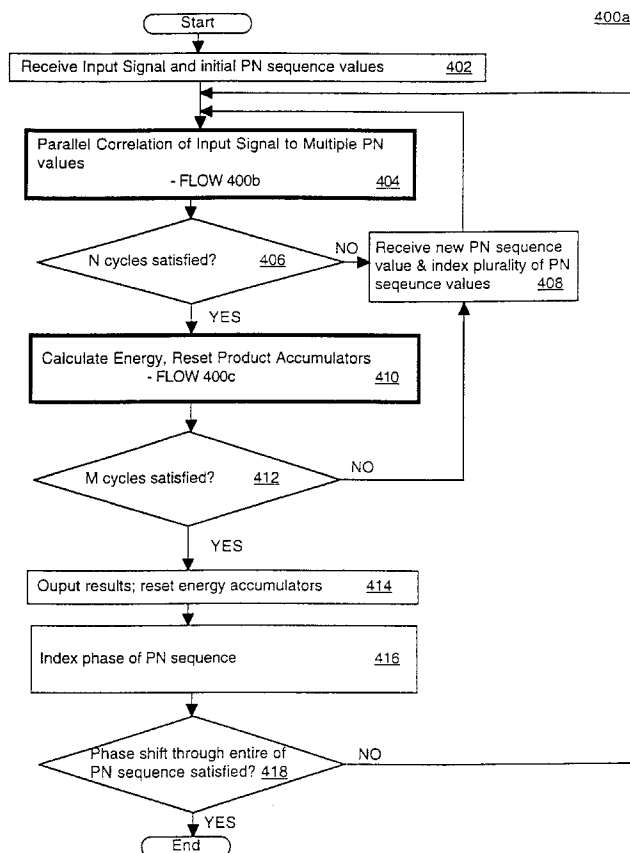 Start
400a
Receive Input Signal and initial PN sequence values 402
Parallel Correlation of Input Signal to Multiple PN
values
- FLOW 400b 404
N cycles satisfied? 406
NO
Receive new PN sequence
value & index plurality of PN
seqeunce values 408
YES
Calculate Energy, Reset Product Accumulators
- FLOW 400c 410
M cycles satisfied? 412
NO
YES
Ouput results; reset energy accumulators 414
Index phase of PN sequence 416
Phase shift through entire of
PN sequence satisfied? 418
NO
YES
End